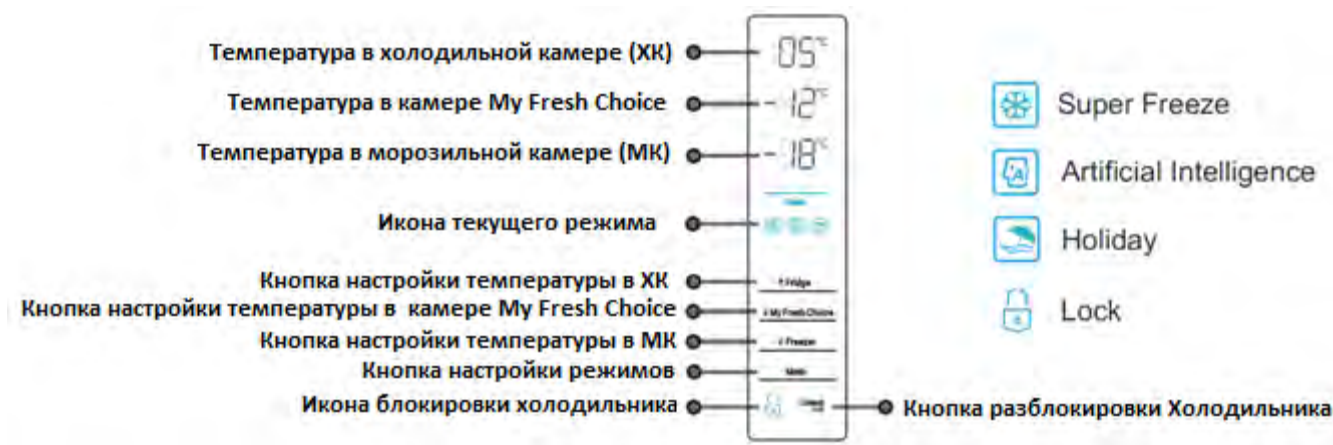 Температура в холодильной камере (ХК)
05°C
Температура в камере My Fresh Choice
-12°C
Температура в морозильной камере (МК)
-18°C
Икона текущего режима
Кнопка настройки температуры в ХК
Fridge
Кнопка настройки температуры в камере My Fresh Choice
My Fresh Choice
Кнопка настройки температуры в МК
Freezer
Кнопка настройки режимов
Икона блокировки холодильника
Кнопка разблокировки Холодильника
Super Freeze
A
Artificial Intelligence
Holiday
Lock